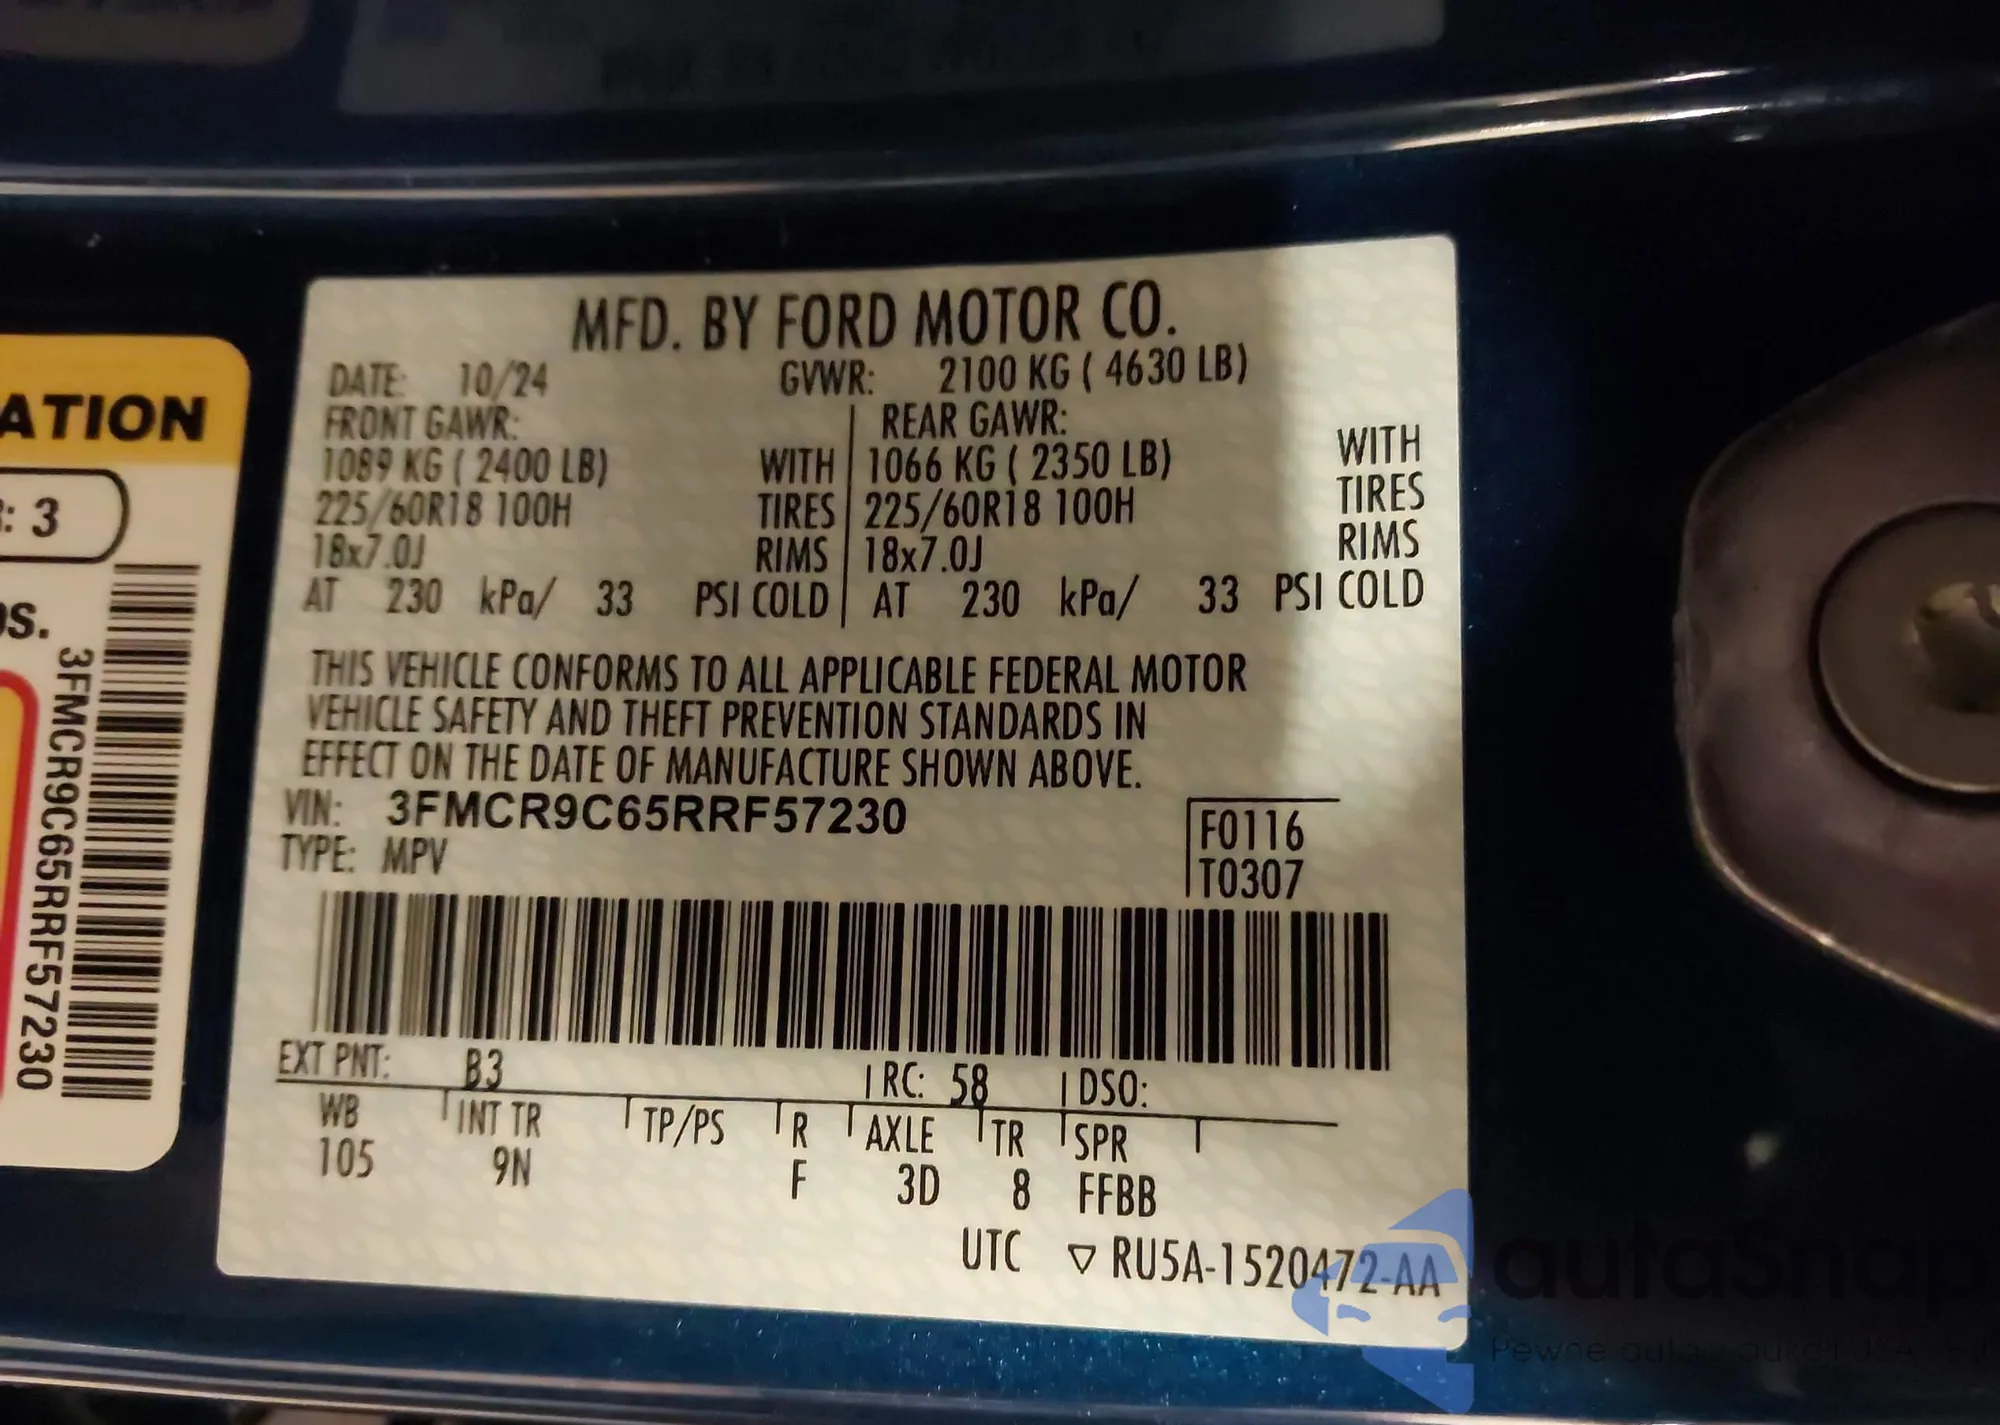 MFD. BY FORD MOTOR CO.
DATE: 10/24 GVWR: 2100 KG ( 4630 LB)
FRONT GAWR: REAR GAWR: WITH
1089 KG ( 2400 LB) WITH 1066 KG ( 2350 LB) TIRES
225/60R18 100H TIRES 225/60R18 100H RIMS
18x7.0J RIMS 18x7.0J
AT 230 kPa/ 33 PSI COLD AT 230 kPa/ 33 PSI COLD
THIS VEHICLE CONFORMS TO ALL APPLICABLE FEDERAL MOTOR
VEHICLE SAFETY AND THEFT PREVENTION STANDARDS IN
EFFECT ON THE DATE OF MANUFACTURE SHOWN ABOVE.
VIN: 3FMCR9C65RRF57230 F0116
TYPE: MPV T0307
EXT PNT: B3 RC: 58 DSO:
WB INT TR TP/PS R AXLE TR SPR
105 9N F 3D 8 FFBB
UTC ▽ RU5A-1520472-AA
ATION
: 3
s.
3FMCR9C65RRF57230
autoSnap
Pewne auta